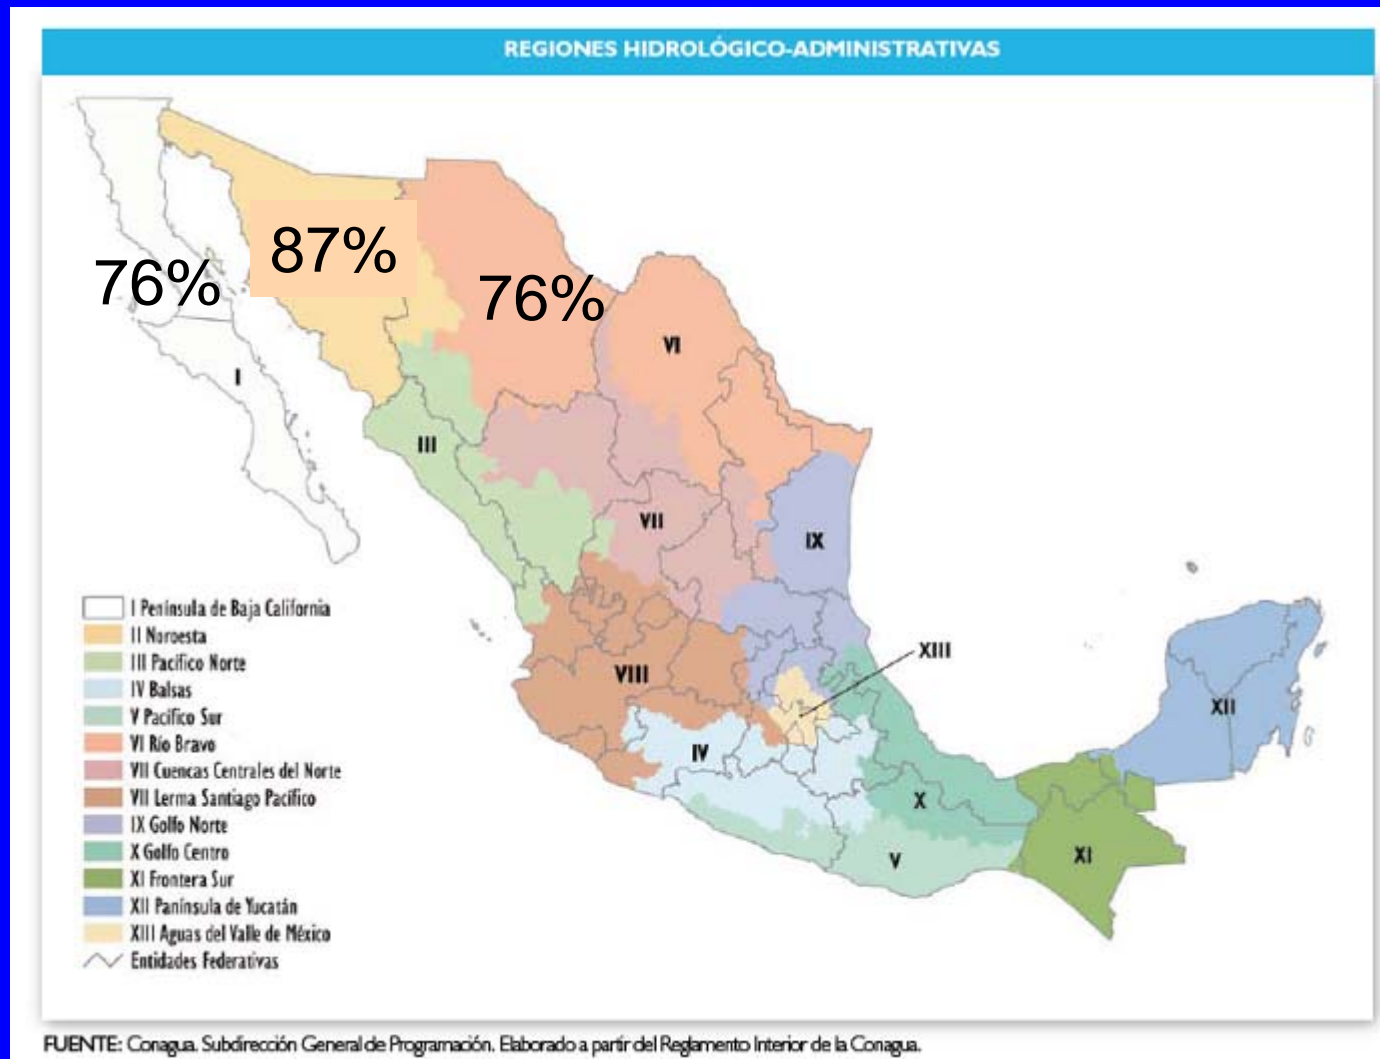 REGIONES HIDROLÓGICO-ADMINISTRATIVAS
87%
76%
76%
VI
I
III
VII
IX
XIII
VIII
XII
IV
X
V
XI
I Península de Baja California
II Noroesta
III Pacífico Norte
IV Balsas
V Pacífico Sur
VI Río Bravo
VII Cuencas Centrales del Norte
VII Lerma Santiago Pacífico
IX Golfo Norte
X Golfo Centro
XI Frontera Sur
XII Panínsula de Yucatán
XIII Aguas del Valle de México
Entidades Federativas
FUENTE: Conagua. Subdirección General de Programación. Elaborado a partir del Reglamento Interior de la Conagua.